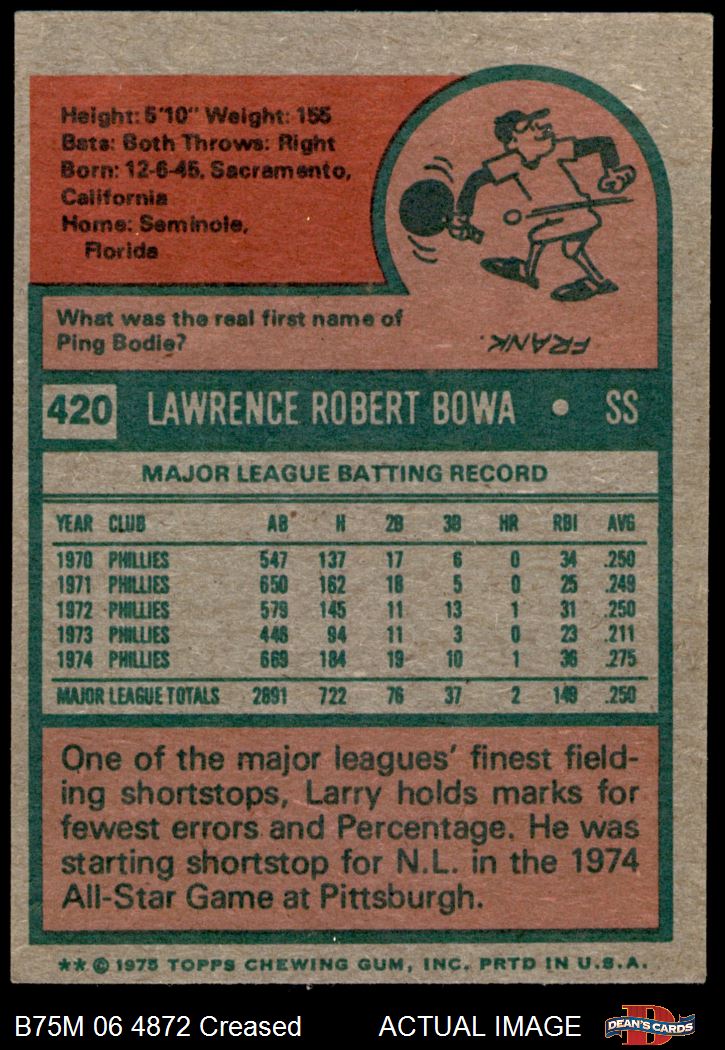 Height: 5'10" Weight: 155
Bats: Both Throws: Right
Born: 12-6-45, Sacramento,
California
Home: Seminole,
Florida
What was the real first name of
Ping Bodie?
FRANK.
420 LAWRENCE ROBERT BOWA • SS
MAJOR LEAGUE BATTING RECORD
YEAR CLUB AB H 2B 3B HR RBI AVG
1970 PHILLIES 547 137 17 6 0 34 .250
1971 PHILLIES 650 162 18 5 0 25 .249
1972 PHILLIES 579 145 11 13 1 31 .250
1973 PHILLIES 446 94 11 3 0 23 .211
1974 PHILLIES 669 184 19 10 1 36 .275
MAJOR LEAGUE TOTALS 2891 722 76 37 2 149 .250
One of the major leagues' finest field-
ing shortstops, Larry holds marks for
fewest errors and Percentage. He was
starting shortstop for N.L. in the 1974
All-Star Game at Pittsburgh.
** © 1975 TOPPS CHEWING GUM, INC. PRTD IN U.S.A.
B75M 06 4872 Creased ACTUAL IMAGE
DEAN'S CARDS